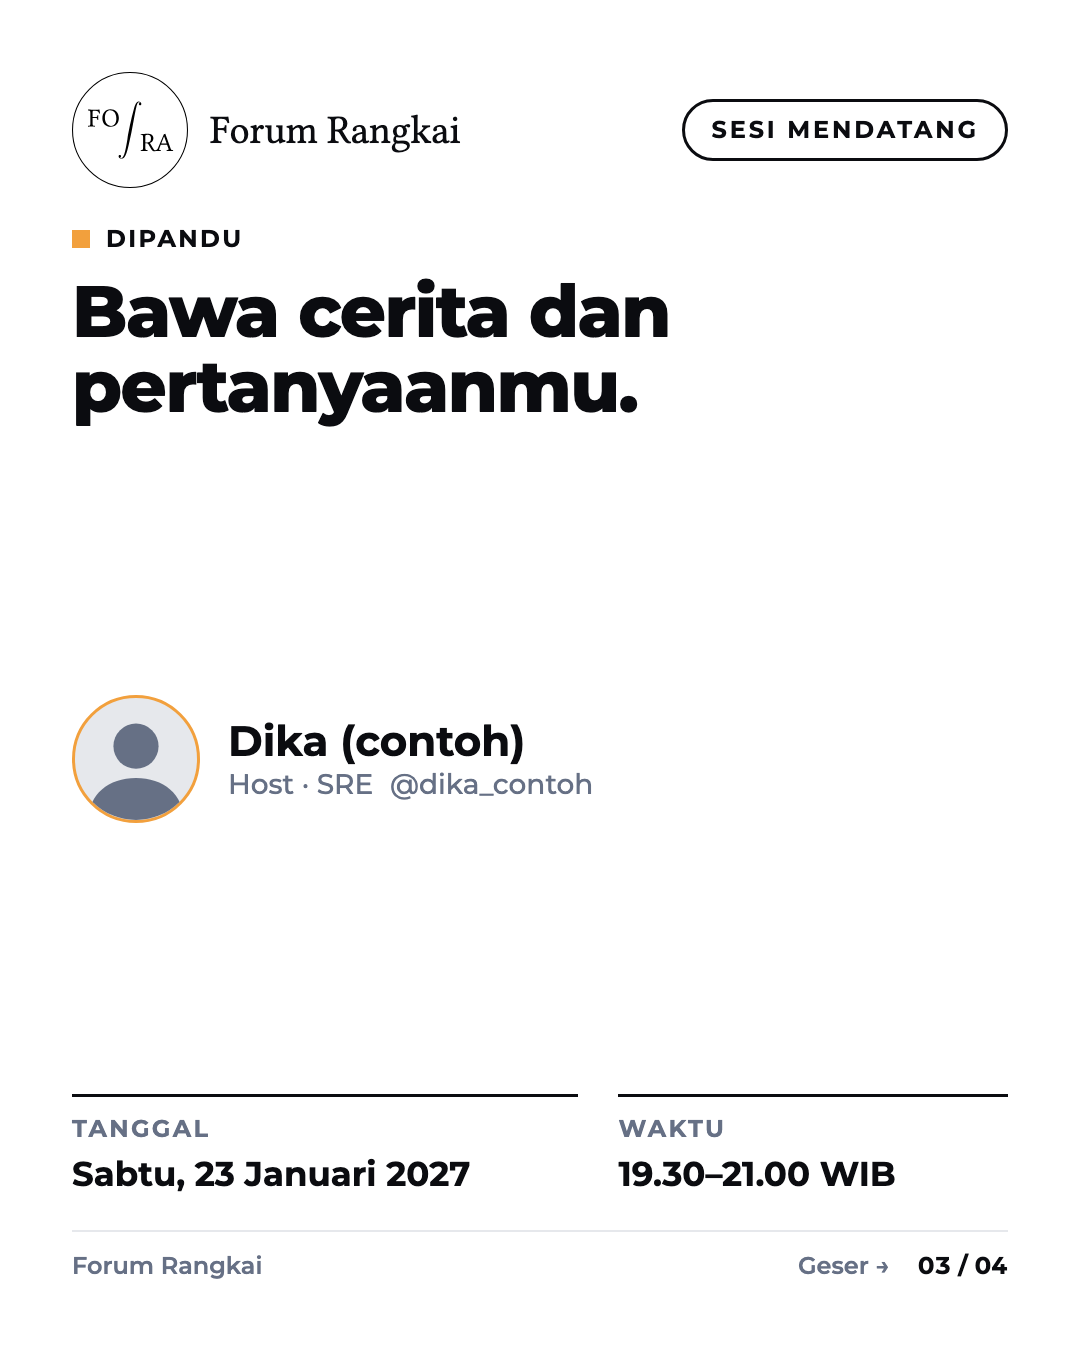 FO RA
Forum Rangkai
SESI MENDATANG
DIPANDU
Bawa cerita dan
pertanyaanmu.
Dika (contoh)
Host · SRE @dika_contoh
TANGGAL
Sabtu, 23 Januari 2027
WAKTU
19.30–21.00 WIB
Forum Rangkai
Geser →
03 / 04